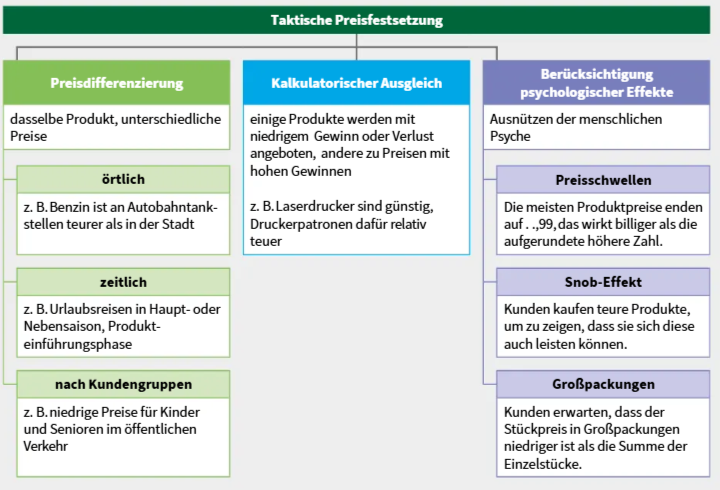 Taktische Preisfestsetzung
Preisdifferenzierung
dasselbe Produkt, unterschiedliche
Preise
örtlich
z. B. Benzin ist an Autobahntank-
stellen teurer als in der Stadt
zeitlich
z. B. Urlaubsreisen in Haupt- oder
Nebensaison, Produkt-
einführungsphase
nach Kundengruppen
z. B. niedrige Preise für Kinder
und Senioren im öffentlichen
Verkehr
Kalkulatorischer Ausgleich
einige Produkte werden mit
niedrigem Gewinn oder Verlust
angeboten, andere zu Preisen mit
hohen Gewinnen
z. B. Laserdrucker sind günstig,
Druckerpatronen dafür relativ
teuer
Berücksichtigung
psychologischer Effekte
Ausnützen der menschlichen
Psyche
Preisschwellen
Die meisten Produktpreise enden
auf . .,99, das wirkt billiger als die
aufgerundete höhere Zahl.
Snob-Effekt
Kunden kaufen teure Produkte,
um zu zeigen, dass sie sich diese
auch leisten können.
Großpackungen
Kunden erwarten, dass der
Stückpreis in Großpackungen
niedriger ist als die Summe der
Einzelstücke.